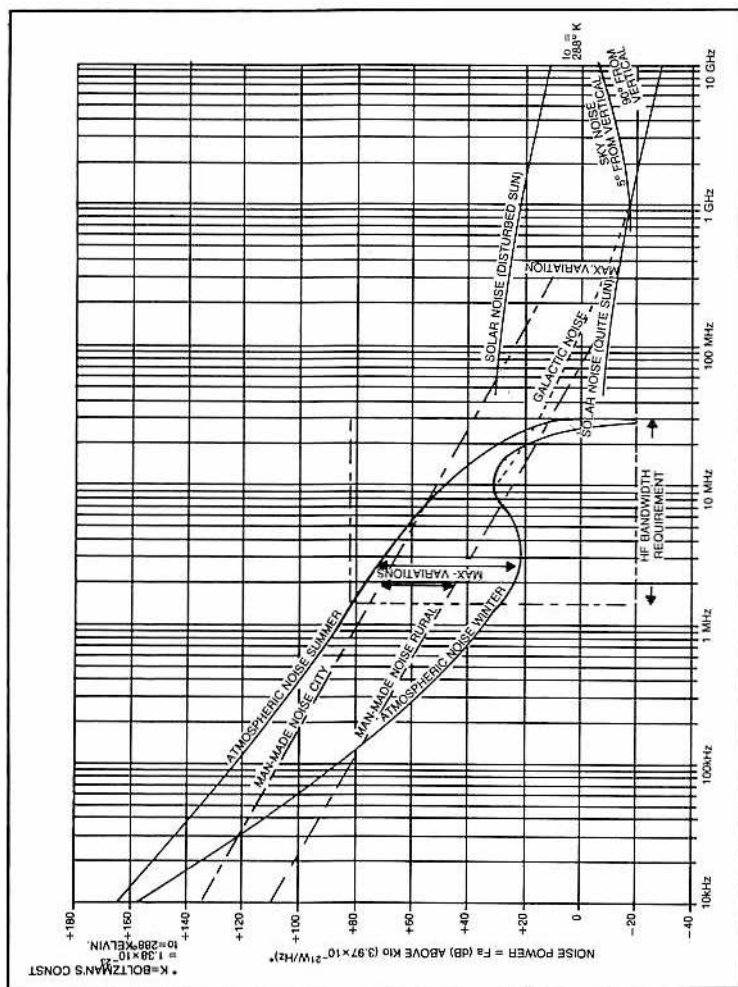 * K=BOLTZMAN'S CONST
= 1.38×10⁻²³
to=288°KELVIN.
NOISE POWER = Fa (dB) ABOVE Kto (3.97×10⁻²¹W/Hz)*
+180
+160
+140
+120
+100
+80
+60
+40
+20
0
-20
-40
10kHz
100kHz
1 MHz
10 MHz
100 MHz
1 GHz
10 GHz
ATMOSPHERIC NOISE SUMMER
MAN-MADE NOISE CITY
MAN-MADE NOISE RURAL
ATMOSPHERIC NOISE WINTER
MAX- VARIATIONS
HF BANDWIDTH
REQUIREMENT
SOLAR NOISE (DISTURBED SUN)
GALACTIC NOISE
MAX. VARIATION
SOLAR NOISE (QUITE SUN)
SKY NOISE
5° FROM VERTICAL
90° FROM
VERTICAL
to =
288° K